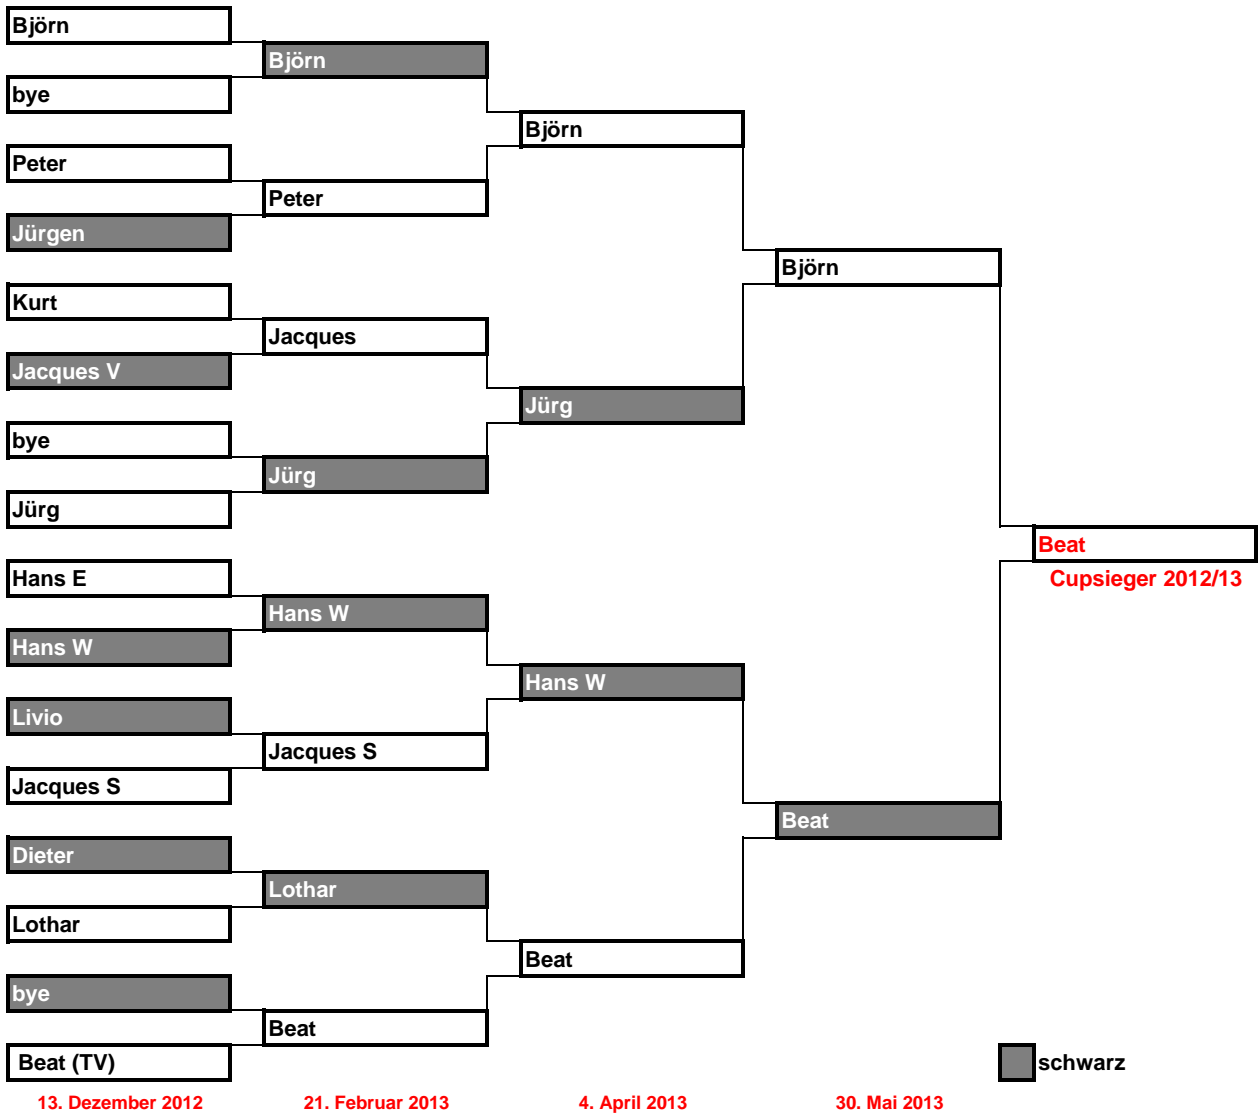 Björn
bye
Peter
Jürgen
Kurt
Jacques V
bye
Jürg
Hans E
Hans W
Livio
Jacques S
Dieter
Lothar
bye
Beat (TV)
13. Dezember 2012
Björn
Peter
Jacques
Jürg
Hans W
Jacques S
Lothar
Beat
21. Februar 2013
Björn
Jürg
Hans W
Beat
4. April 2013
Björn
Beat
30. Mai 2013
Beat
Cupsieger 2012/13
schwarz